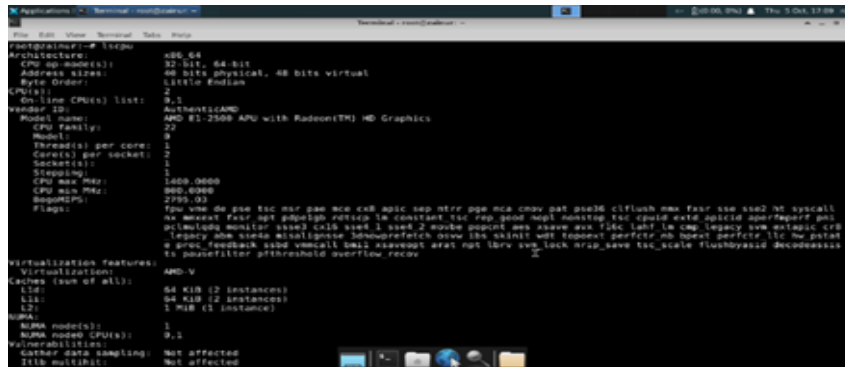 Applications Terminal - root@zainur: ~ (0:00, 0%) Thu 5 Oct, 17:09
Terminal - root@zainur: ~
File Edit View Terminal Tabs Help
root@zainur:~# lscpu
Architecture: x86_64
CPU op-mode(s): 32-bit, 64-bit
Address sizes: 40 bits physical, 48 bits virtual
Byte Order: Little Endian
CPU(s): 2
On-line CPU(s) list: 0,1
Vendor ID: AuthenticAMD
Model name: AMD E1-2500 APU with Radeon(TM) HD Graphics
CPU family: 22
Model: 0
Thread(s) per core: 1
Core(s) per socket: 2
Socket(s): 1
Stepping: 1
CPU max MHz: 1400.0000
CPU min MHz: 800.0000
BogoMIPS: 2795.03
Flags: fpu vme de pse tsc msr pae mce cx8 apic sep mtrr pge mca cmov pat pse36 clflush mmx fxsr sse sse2 ht syscall
nx mmxext fxsr_opt pdpe1gb rdtscp lm constant_tsc rep_good nopl nonstop_tsc cpuid extd_apicid aperfmperf pni
pclmulqdq monitor ssse3 cx16 sse4_1 sse4_2 movbe popcnt aes xsave avx f16c lahf_lm cmp_legacy svm extapic cr8
_legacy abm sse4a misalignsse 3dnowprefetch osvw ibs skinit wdt topoext perfctr_nb bpext perfctr_llc hw_pstat
e proc_feedback ssbd vmmcall bmi1 xsaveopt arat npt lbrv svm_lock nrip_save tsc_scale flushbyasid decodeassis
ts pausefilter pfthreshold overflow_recov
Virtualization features:
Virtualization: AMD-V
Caches (sum of all):
L1d: 64 KiB (2 instances)
L1i: 64 KiB (2 instances)
L2: 1 MiB (1 instance)
NUMA:
NUMA node(s): 1
NUMA node0 CPU(s): 0,1
Vulnerabilities:
Gather data sampling: Not affected
Itlb multihit: Not affected